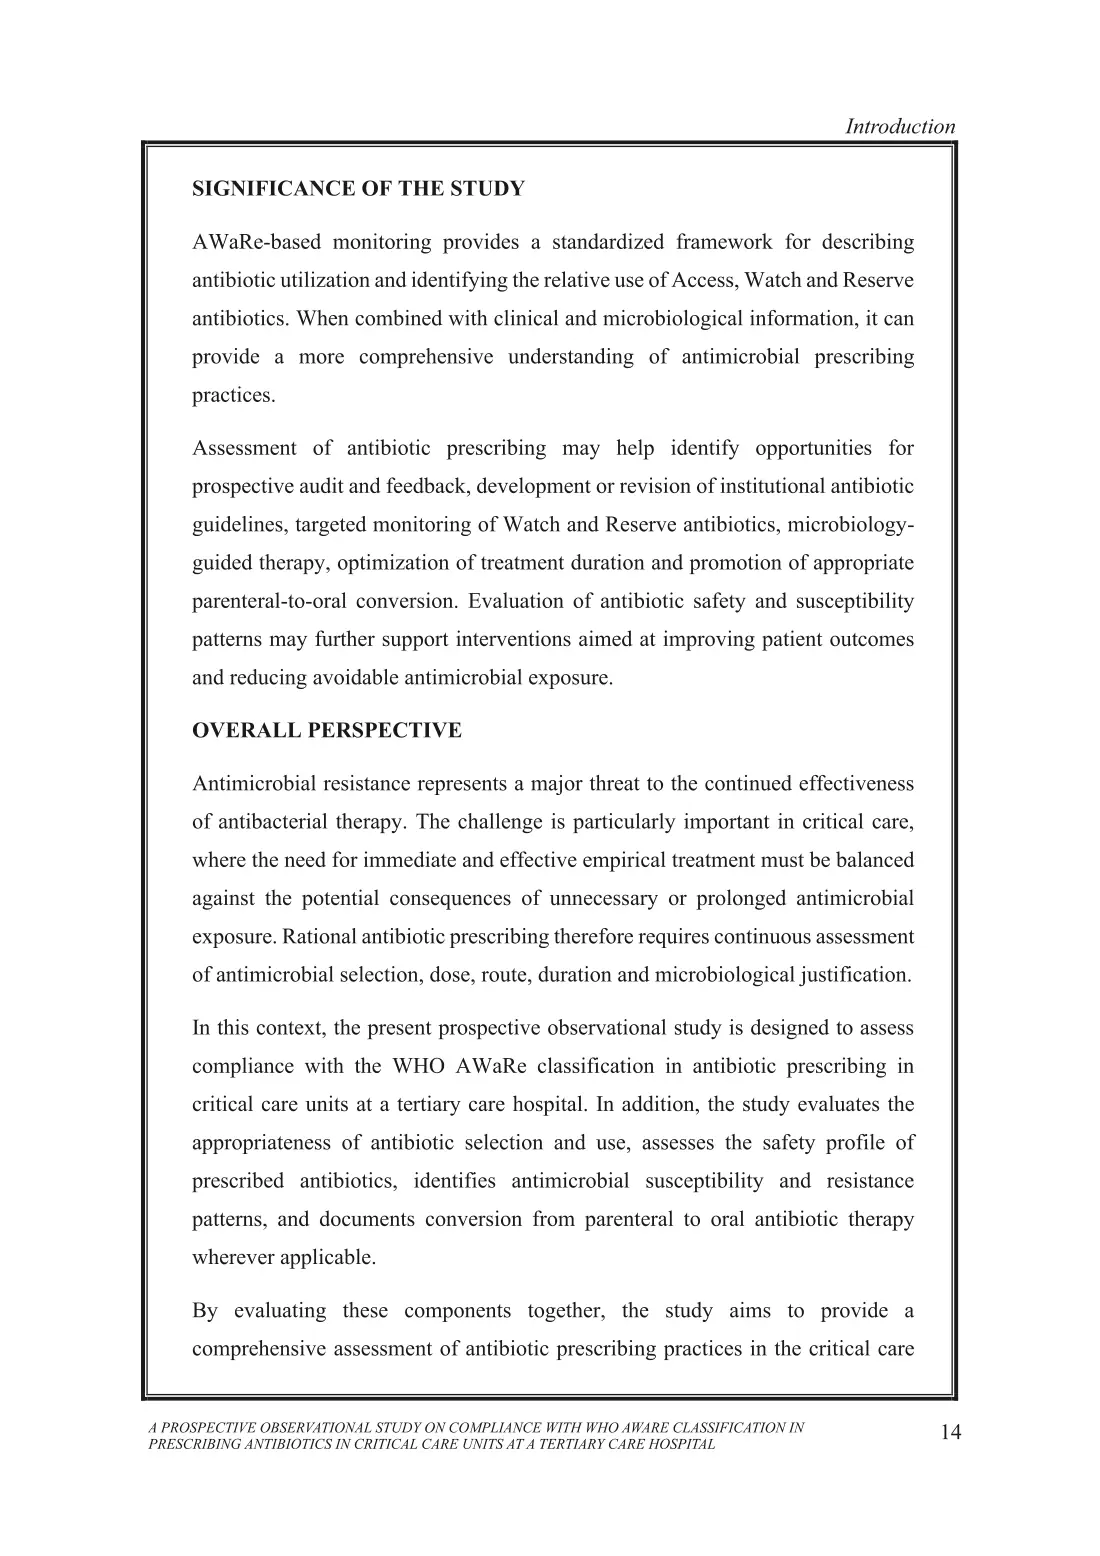 Introduction
SIGNIFICANCE OF THE STUDY
AWaRe-based monitoring provides a standardized framework for describing
antibiotic utilization and identifying the relative use of Access, Watch and Reserve
antibiotics. When combined with clinical and microbiological information, it can
provide a more comprehensive understanding of antimicrobial prescribing
practices.
Assessment of antibiotic prescribing may help identify opportunities for
prospective audit and feedback, development or revision of institutional antibiotic
guidelines, targeted monitoring of Watch and Reserve antibiotics, microbiology-
guided therapy, optimization of treatment duration and promotion of appropriate
parenteral-to-oral conversion. Evaluation of antibiotic safety and susceptibility
patterns may further support interventions aimed at improving patient outcomes
and reducing avoidable antimicrobial exposure.
OVERALL PERSPECTIVE
Antimicrobial resistance represents a major threat to the continued effectiveness
of antibacterial therapy. The challenge is particularly important in critical care,
where the need for immediate and effective empirical treatment must be balanced
against the potential consequences of unnecessary or prolonged antimicrobial
exposure. Rational antibiotic prescribing therefore requires continuous assessment
of antimicrobial selection, dose, route, duration and microbiological justification.
In this context, the present prospective observational study is designed to assess
compliance with the WHO AWaRe classification in antibiotic prescribing in
critical care units at a tertiary care hospital. In addition, the study evaluates the
appropriateness of antibiotic selection and use, assesses the safety profile of
prescribed antibiotics, identifies antimicrobial susceptibility and resistance
patterns, and documents conversion from parenteral to oral antibiotic therapy
wherever applicable.
By evaluating these components together, the study aims to provide a
comprehensive assessment of antibiotic prescribing practices in the critical care
A PROSPECTIVE OBSERVATIONAL STUDY ON COMPLIANCE WITH WHO AWARE CLASSIFICATION IN
PRESCRIBING ANTIBIOTICS IN CRITICAL CARE UNITS AT A TERTIARY CARE HOSPITAL
14